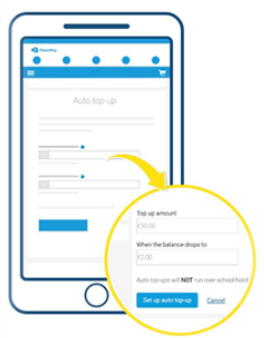 ParentPay
Auto top-up
Top up amount
£30.00
When the balance drops to
£2.00
Auto top-ups will NOT run over school holid
Set up auto top-up
Cancel